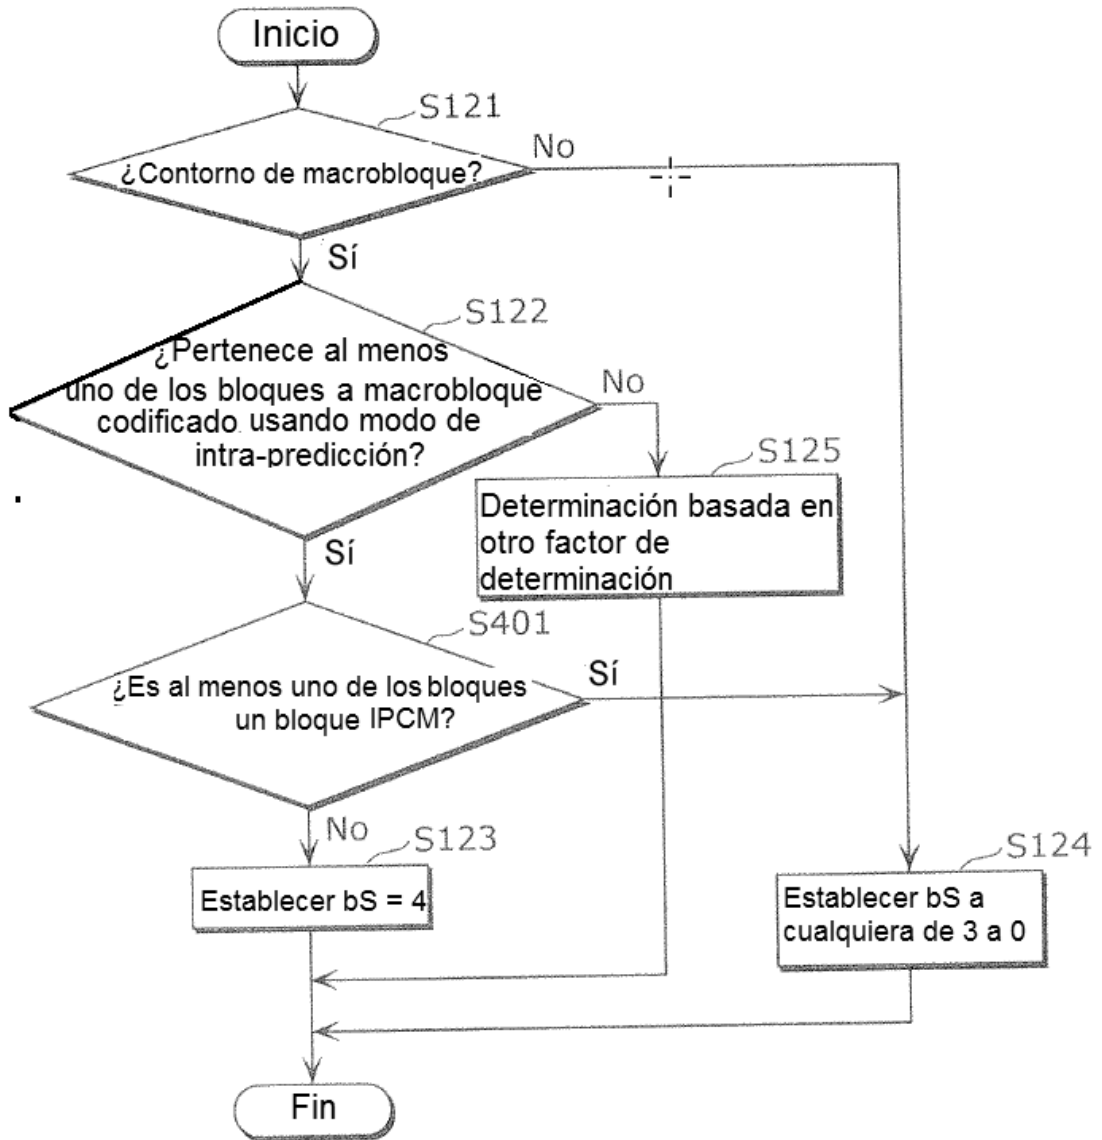 Inicio
S121
¿Contorno de macrobloque?
No
Sí
S122
¿Pertenece al menos
uno de los bloques a macrobloque
codificado usando modo de
intra-predicción?
No
S125
Determinación basada en
otro factor de
determinación
Sí
S401
¿Es al menos uno de los bloques
un bloque IPCM?
Sí
No
S123
Establecer bS = 4
S124
Establecer bS a
cualquiera de 3 a 0
Fin